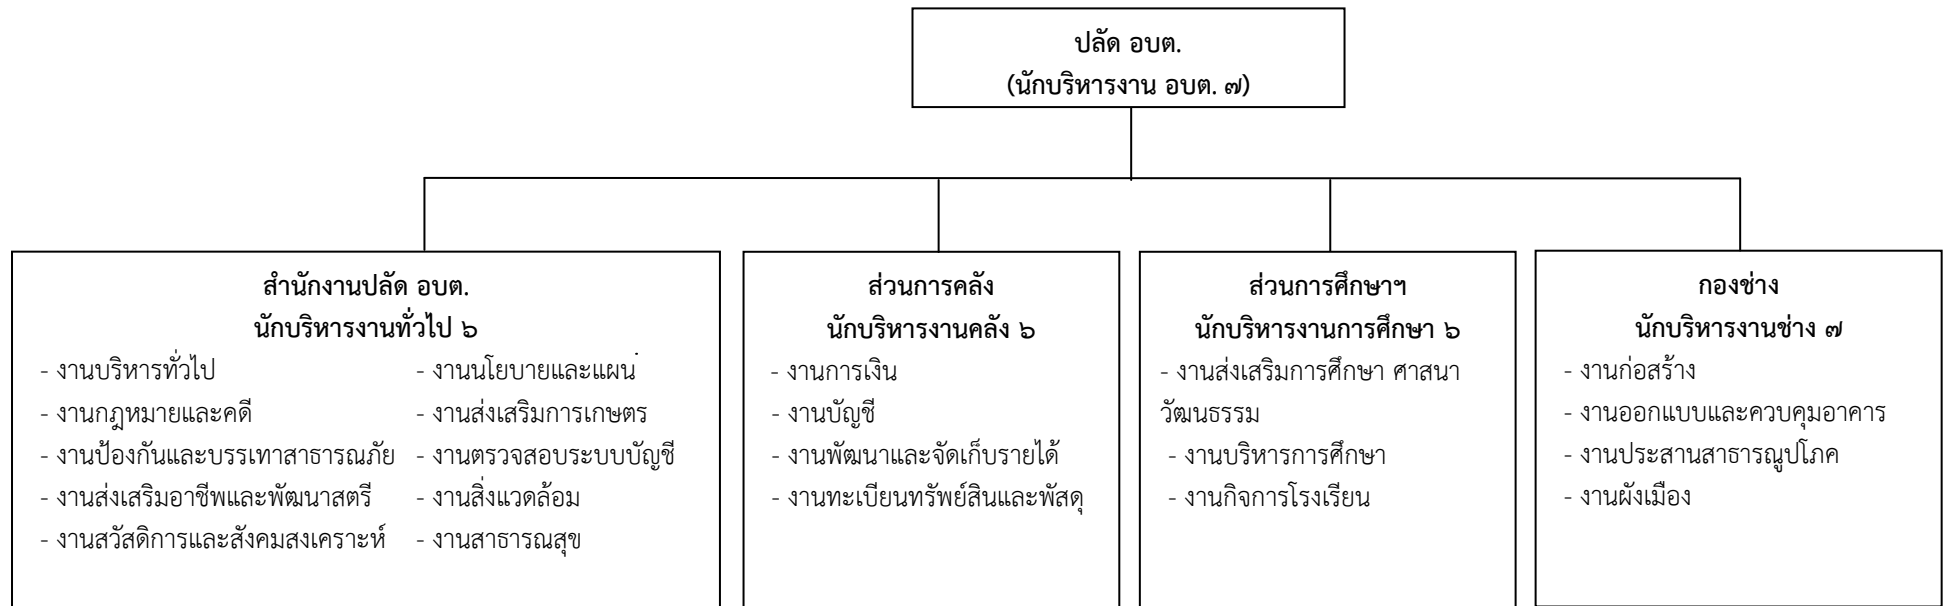 ปลัด อบต.
(นักบริหารงาน อบต. ๗)
สำนักงานปลัด อบต.
นักบริหารงานทั่วไป ๖
- งานบริหารทั่วไป
- งานกฎหมายและคดี
- งานป้องกันและบรรเทาสาธารณภัย
- งานส่งเสริมอาชีพและพัฒนาสตรี
- งานสวัสดิการและสังคมสงเคราะห์
- งานนโยบายและแผน
- งานส่งเสริมการเกษตร
- งานตรวจสอบระบบบัญชี
- งานสิ่งแวดล้อม
- งานสาธารณสุข
ส่วนการคลัง
นักบริหารงานคลัง ๖
- งานการเงิน
- งานบัญชี
- งานพัฒนาและจัดเก็บรายได้
- งานทะเบียนทรัพย์สินและพัสดุ
ส่วนการศึกษาฯ
นักบริหารงานการศึกษา ๖
- งานส่งเสริมการศึกษา ศาสนา
วัฒนธรรม
- งานบริหารการศึกษา
- งานกิจการโรงเรียน
กองช่าง
นักบริหารงานช่าง ๗
- งานก่อสร้าง
- งานออกแบบและควบคุมอาคาร
- งานประสานสาธารณูปโภค
- งานผังเมือง